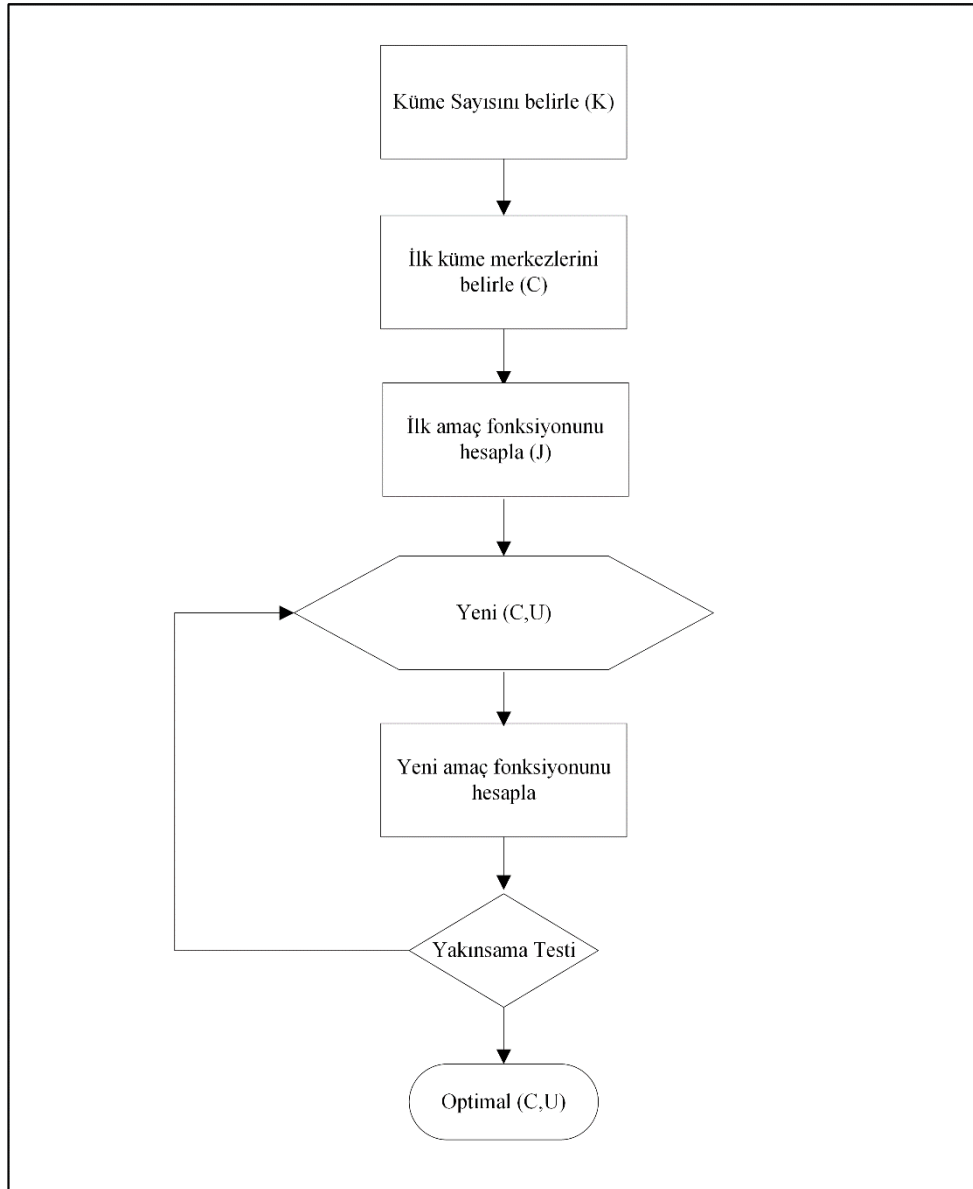 Küme Sayısını belirle (K)
İlk küme merkezlerini
belirle (C)
İlk amaç fonksiyonunu
hesapla (J)
Yeni (C,U)
Yeni amaç fonksiyonunu
hesapla
Yakınsama Testi
Optimal (C,U)